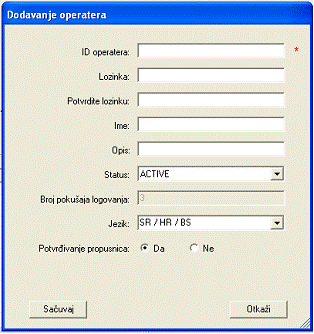 Dodavanje operatera
ID operatera: *
Lozinka:
Potvrdite lozinku:
Ime:
Opis:
Status: ACTIVE
Broj pokušaja logovanja: 3
Jezik: SR / HR / BS
Potvrđivanje propusnica: Da Ne
Sačuvaj Otkaži